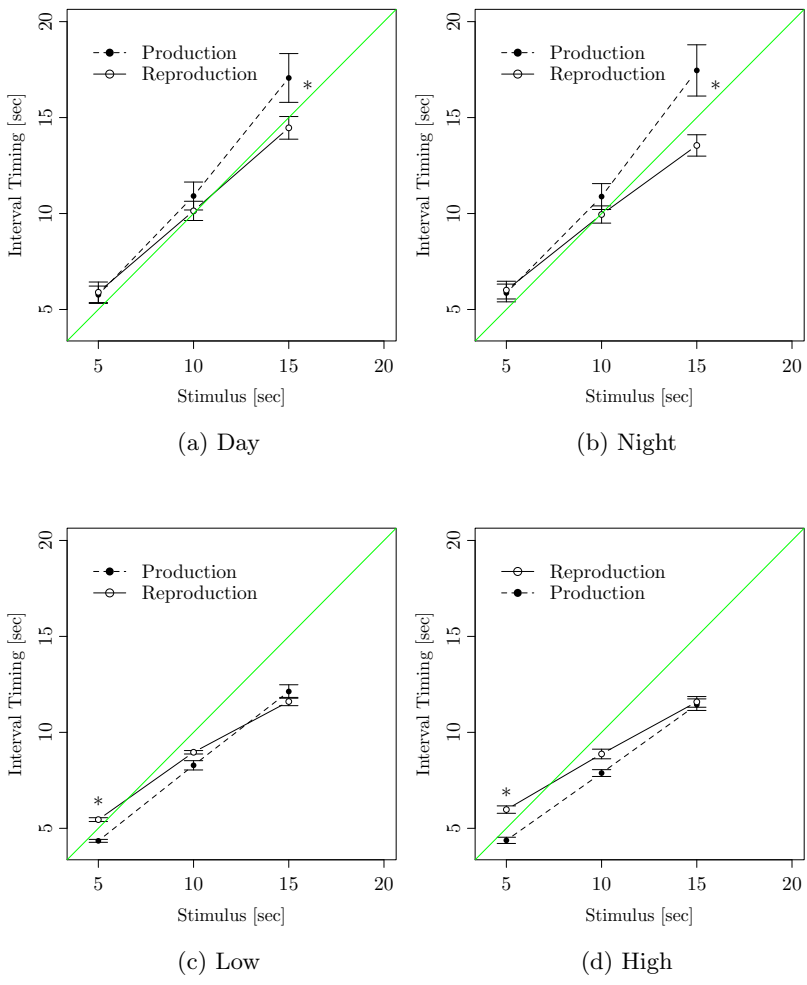 Production
Reproduction
*
Interval Timing [sec]
5 10 15 20
5 10 15 20
Stimulus [sec]
(a) Day
Production
Reproduction
*
Interval Timing [sec]
5 10 15 20
5 10 15 20
Stimulus [sec]
(b) Night
Production
Reproduction
*
Interval Timing [sec]
5 10 15 20
5 10 15 20
Stimulus [sec]
(c) Low
Reproduction
Production
*
Interval Timing [sec]
5 10 15 20
5 10 15 20
Stimulus [sec]
(d) High